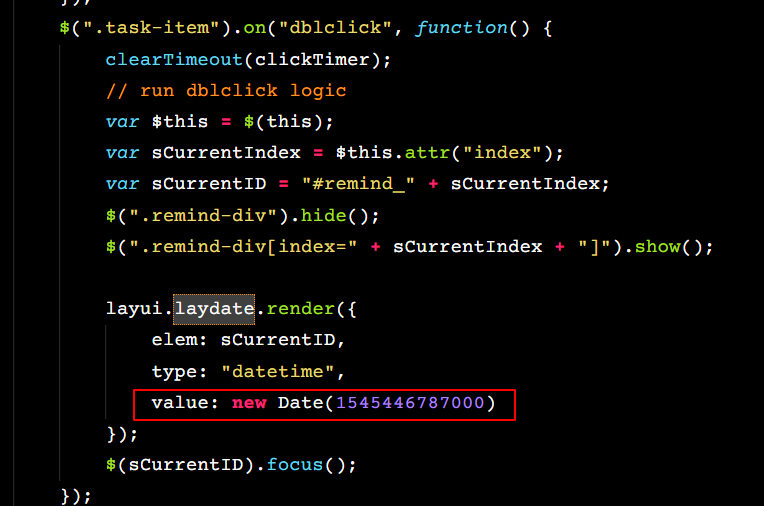 });
$(".task-item").on("dblclick", function() {
clearTimeout(clickTimer);
// run dblclick logic
var $this = $(this);
var sCurrentIndex = $this.attr("index");
var sCurrentID = "#remind_" + sCurrentIndex;
$(".remind-div").hide();
$(".remind-div[index=" + sCurrentIndex + "]").show();
layui.laydate.render({
elem: sCurrentID,
type: "datetime",
value: new Date(1545446787000)
});
$(sCurrentID).focus();
});